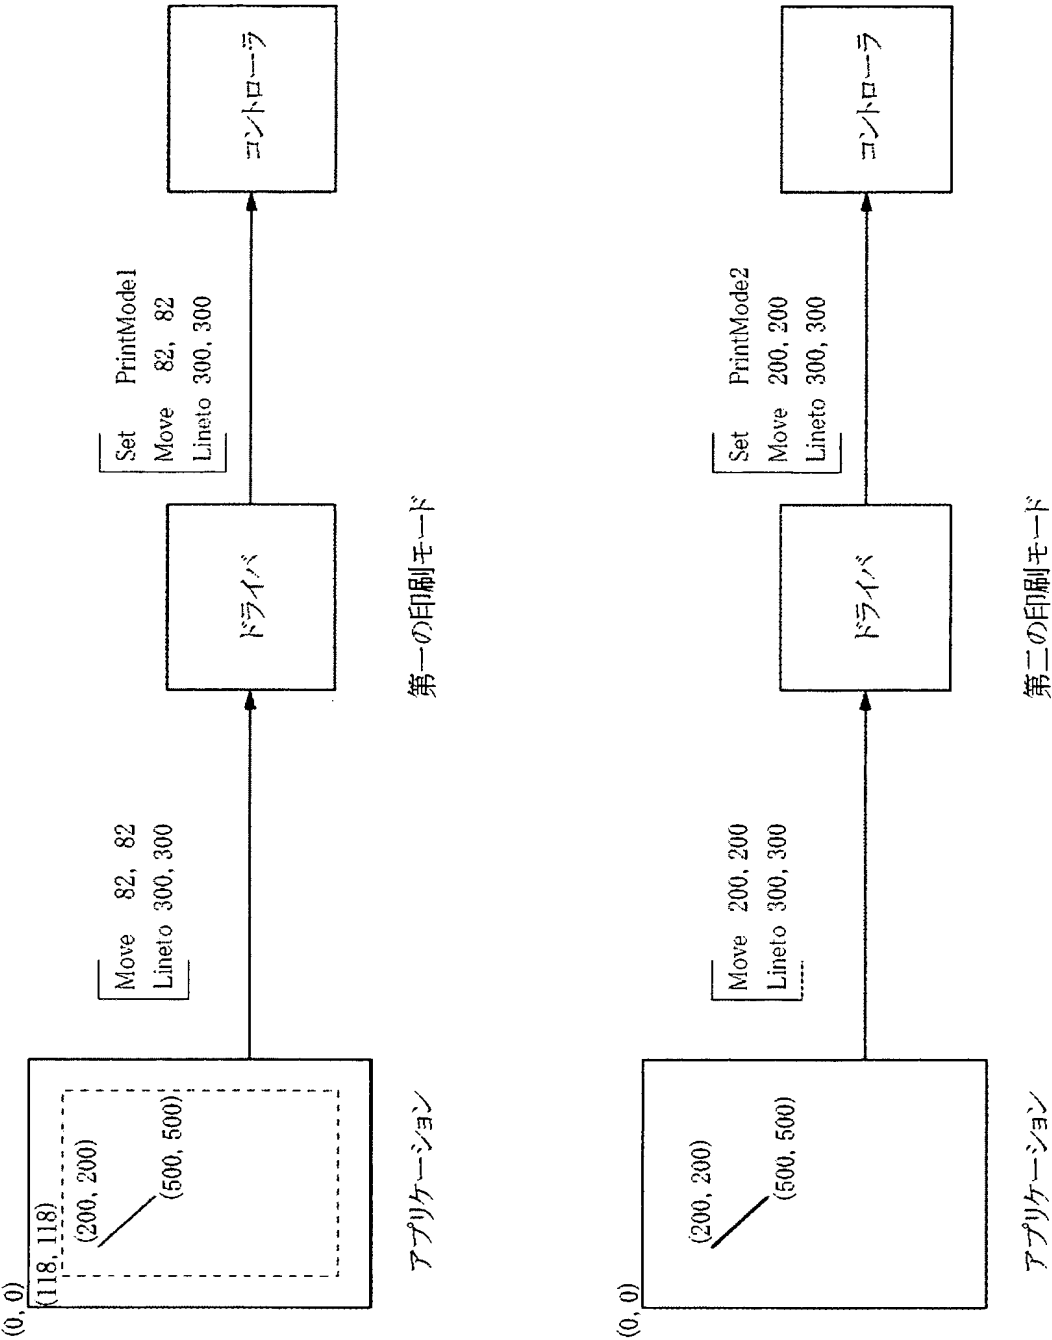 (0, 0)
(118, 118)
(200, 200)
(500, 500)
アプリケーション
Move 82, 82
Lineto 300, 300
ドライバ
第一の印刷モード
Set PrintMode1
Move 82, 82
Lineto 300, 300
コントローラ
(0, 0)
(200, 200)
(500, 500)
アプリケーション
Move 200, 200
Lineto 300, 300
ドライバ
第二の印刷モード
Set PrintMode2
Move 200, 200
Lineto 300, 300
コントローラ